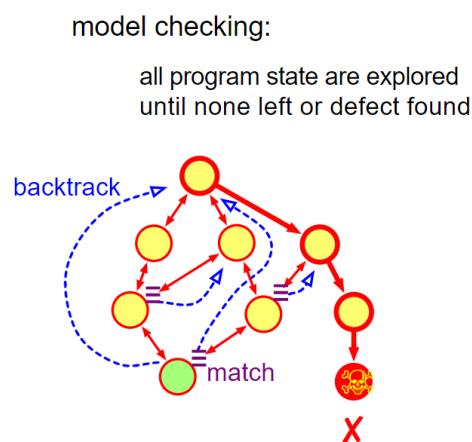 model checking:
all program state are explored
until none left or defect found
backtrack
match
X